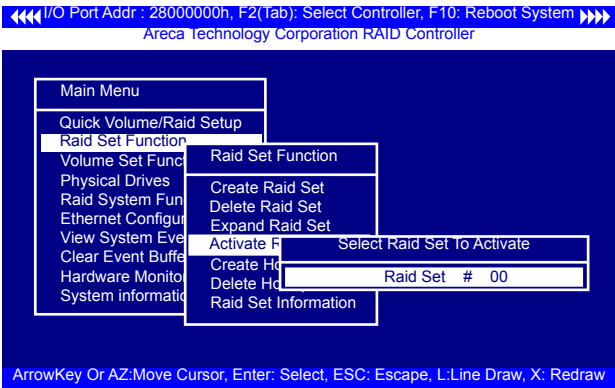 I/O Port Addr : 28000000h, F2(Tab): Select Controller, F10: Reboot System
Areca Technology Corporation RAID Controller
Main Menu
Quick Volume/Raid Setup
Raid Set Function
Volume Set Funct
Physical Drives
Raid System Fun
Ethernet Configur
View System Eve
Clear Event Buffe
Hardware Monito
System informatio
Raid Set Function
Create Raid Set
Delete Raid Set
Expand Raid Set
Activate R
Create Ho
Delete Ho
Raid Set Information
Select Raid Set To Activate
Raid Set # 00
ArrowKey Or AZ:Move Cursor, Enter: Select, ESC: Escape, L:Line Draw, X: Redraw